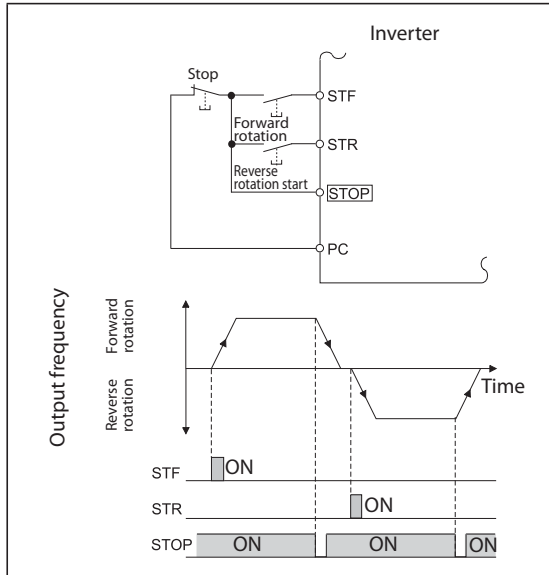 Inverter
Stop
STF
Forward
rotation
STR
Reverse
rotation start
STOP
PC
Output frequency
Forward
rotation
Reverse
rotation
Time
STF
ON
STR
ON
STOP
ON
ON
ON